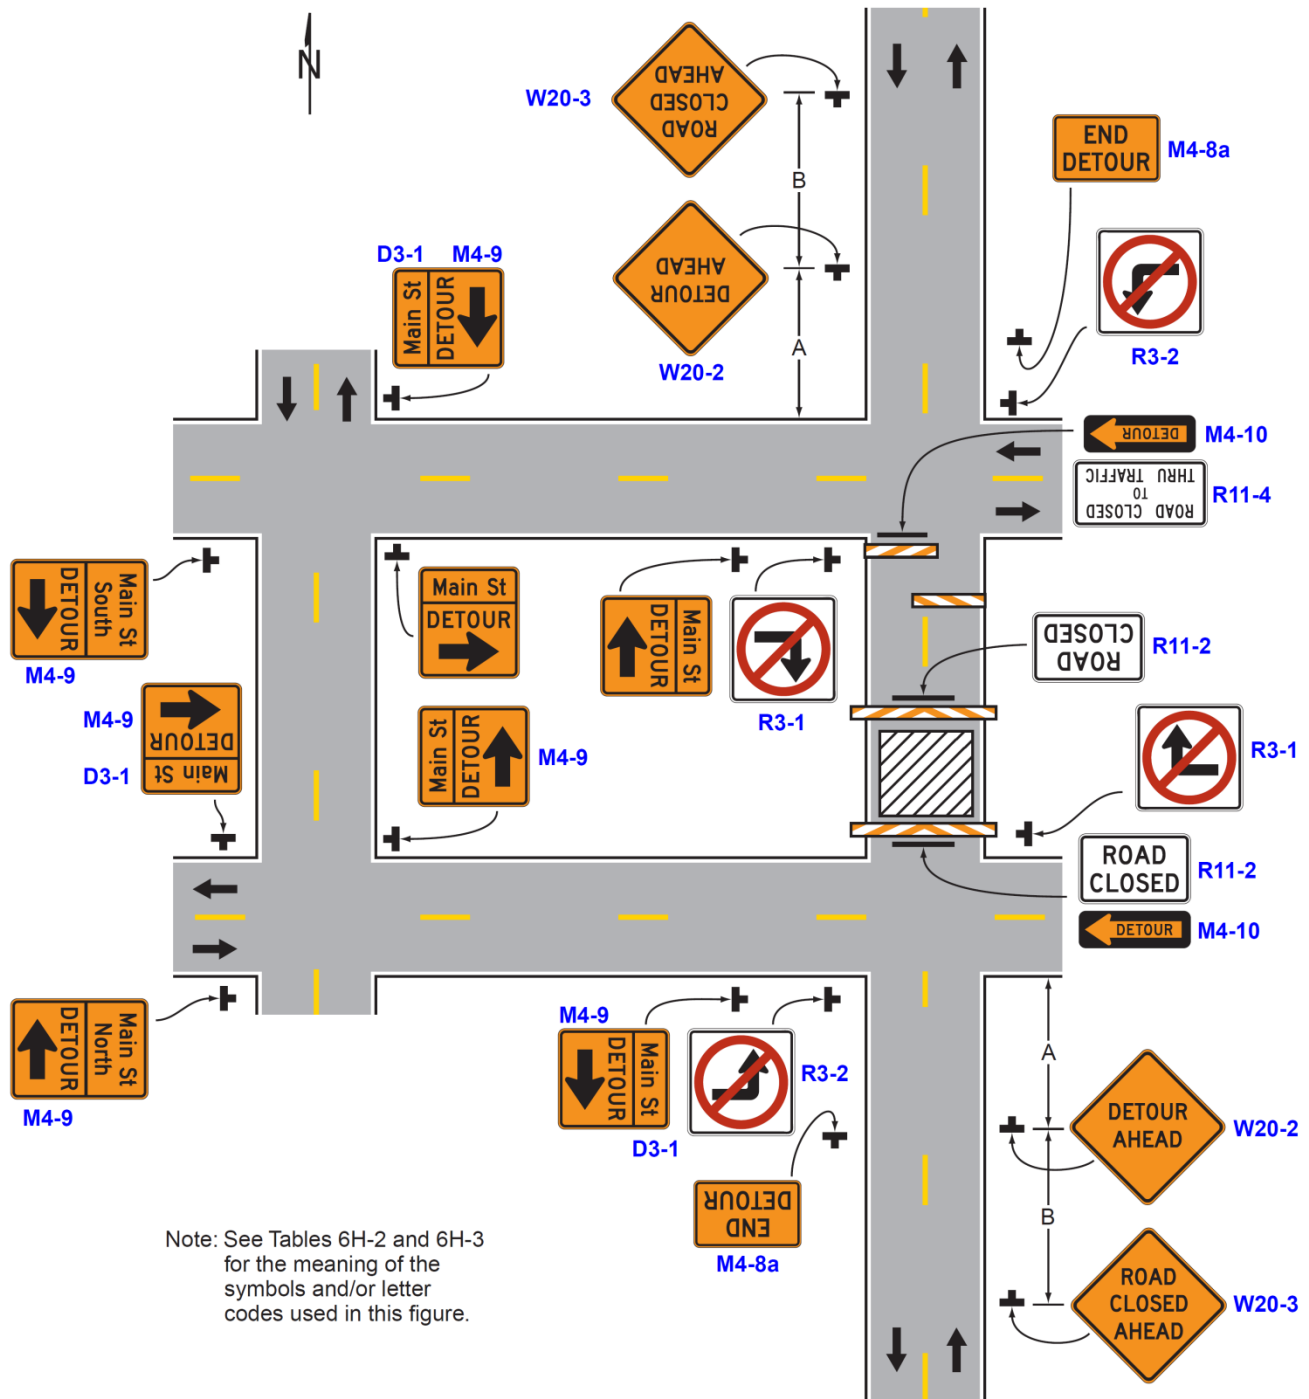 N
ROAD
CLOSED
AHEAD
W20-3
B
DETOUR
AHEAD
W20-2
A
END
DETOUR
M4-8a
R3-2
D3-1
M4-9
Main St
DETOUR
DETOUR
M4-10
ROAD CLOSED
TO
THRU TRAFFIC
R11-4
Main St
South
DETOUR
M4-9
Main St
DETOUR
Main St
DETOUR
R3-1
ROAD
CLOSED
R11-2
M4-9
D3-1
Main St
DETOUR
Main St
DETOUR
M4-9
R3-1
ROAD
CLOSED
R11-2
DETOUR
M4-10
Main St
North
DETOUR
M4-9
M4-9
Main St
DETOUR
D3-1
R3-2
END
DETOUR
M4-8a
A
DETOUR
AHEAD
W20-2
B
ROAD
CLOSED
AHEAD
W20-3
Note: See Tables 6H-2 and 6H-3
for the meaning of the
symbols and/or letter
codes used in this figure.